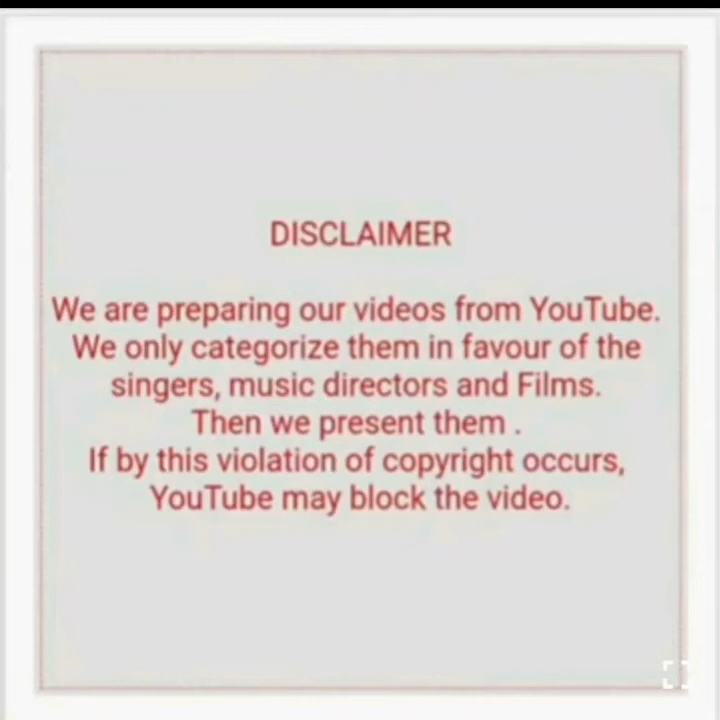 DISCLAIMER
We are preparing our videos from YouTube.
We only categorize them in favour of the
singers, music directors and Films.
Then we present them .
If by this violation of copyright occurs,
YouTube may block the video.